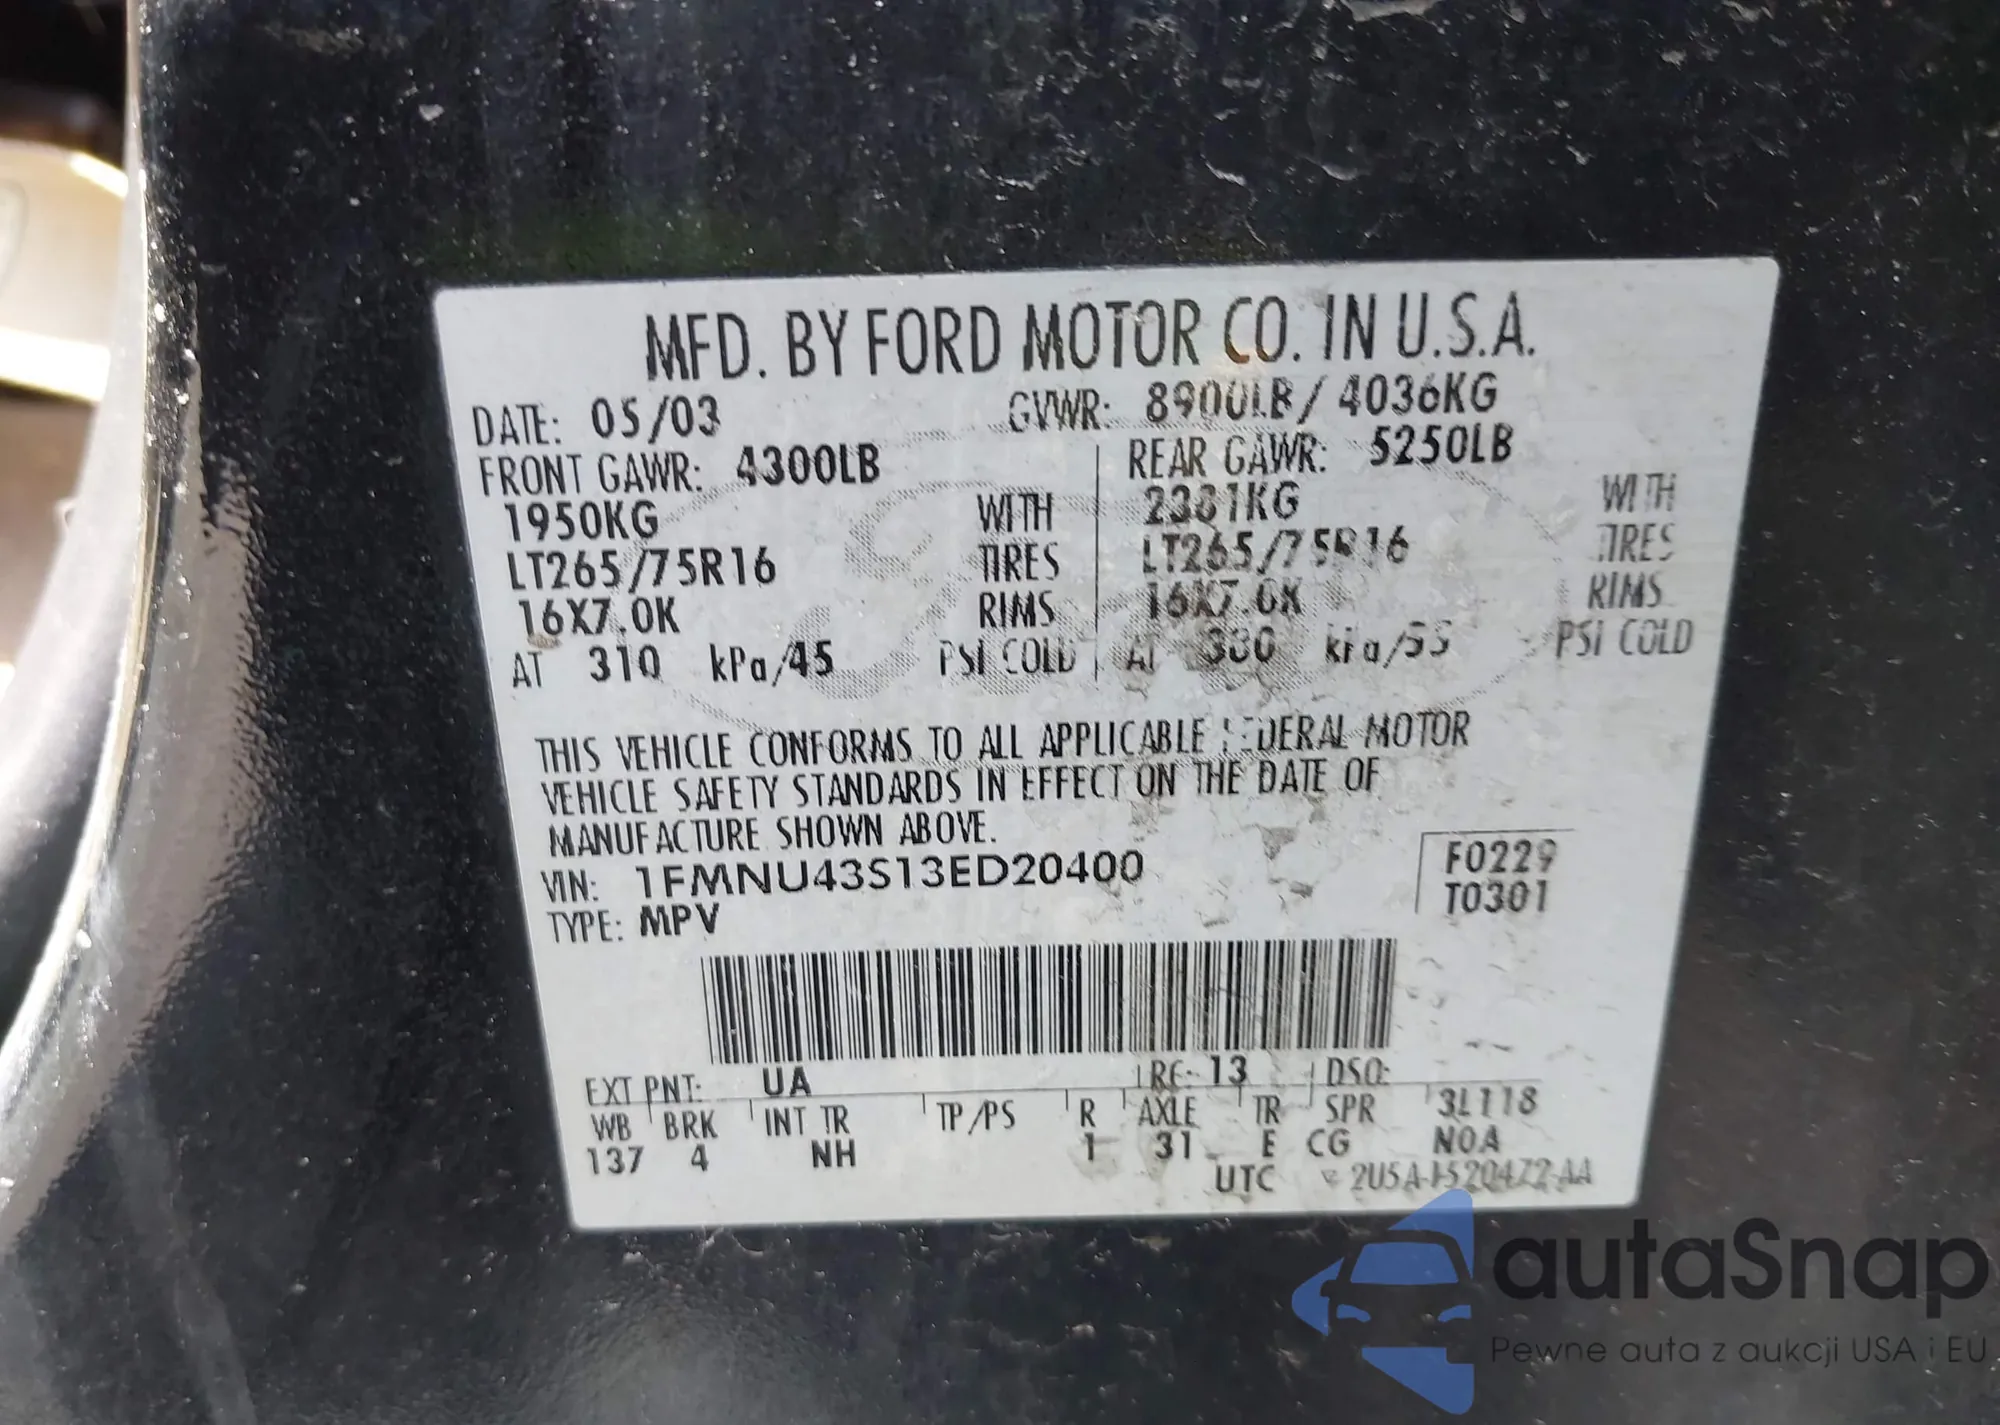 MFD. BY FORD MOTOR CO. IN U.S.A.
DATE: 05/03 GVWR: 8900LB/ 4036KG
FRONT GAWR: 4300LB REAR GAWR: 5250LB
1950KG WITH 2381KG WITH
LT265/75R16 TIRES LT265/75R16 TIRES
16X7.0K RIMS 16X7.0K RIMS
AT 310 kPa/45 PSI COLD AT 380 kPa/55 PSI COLD
THIS VEHICLE CONFORMS TO ALL APPLICABLE FEDERAL MOTOR
VEHICLE SAFETY STANDARDS IN EFFECT ON THE DATE OF
MANUFACTURE SHOWN ABOVE.
VIN: 1FMNU43S13ED20400 F0229
TYPE: MPV T0301
EXT PNT: UA RC: 13 DSO:
WB BRK INT TR TP/PS R AXLE TR SPR 3L118
137 4 NH 1 31 E CG N0A
UTC
autaSnap
Pewne auta z aukcji USA i EU